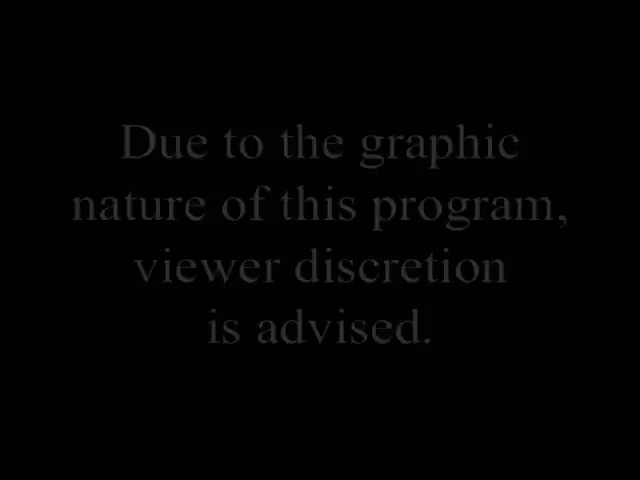 Due to the graphic
nature of this program,
viewer discretion
is advised.